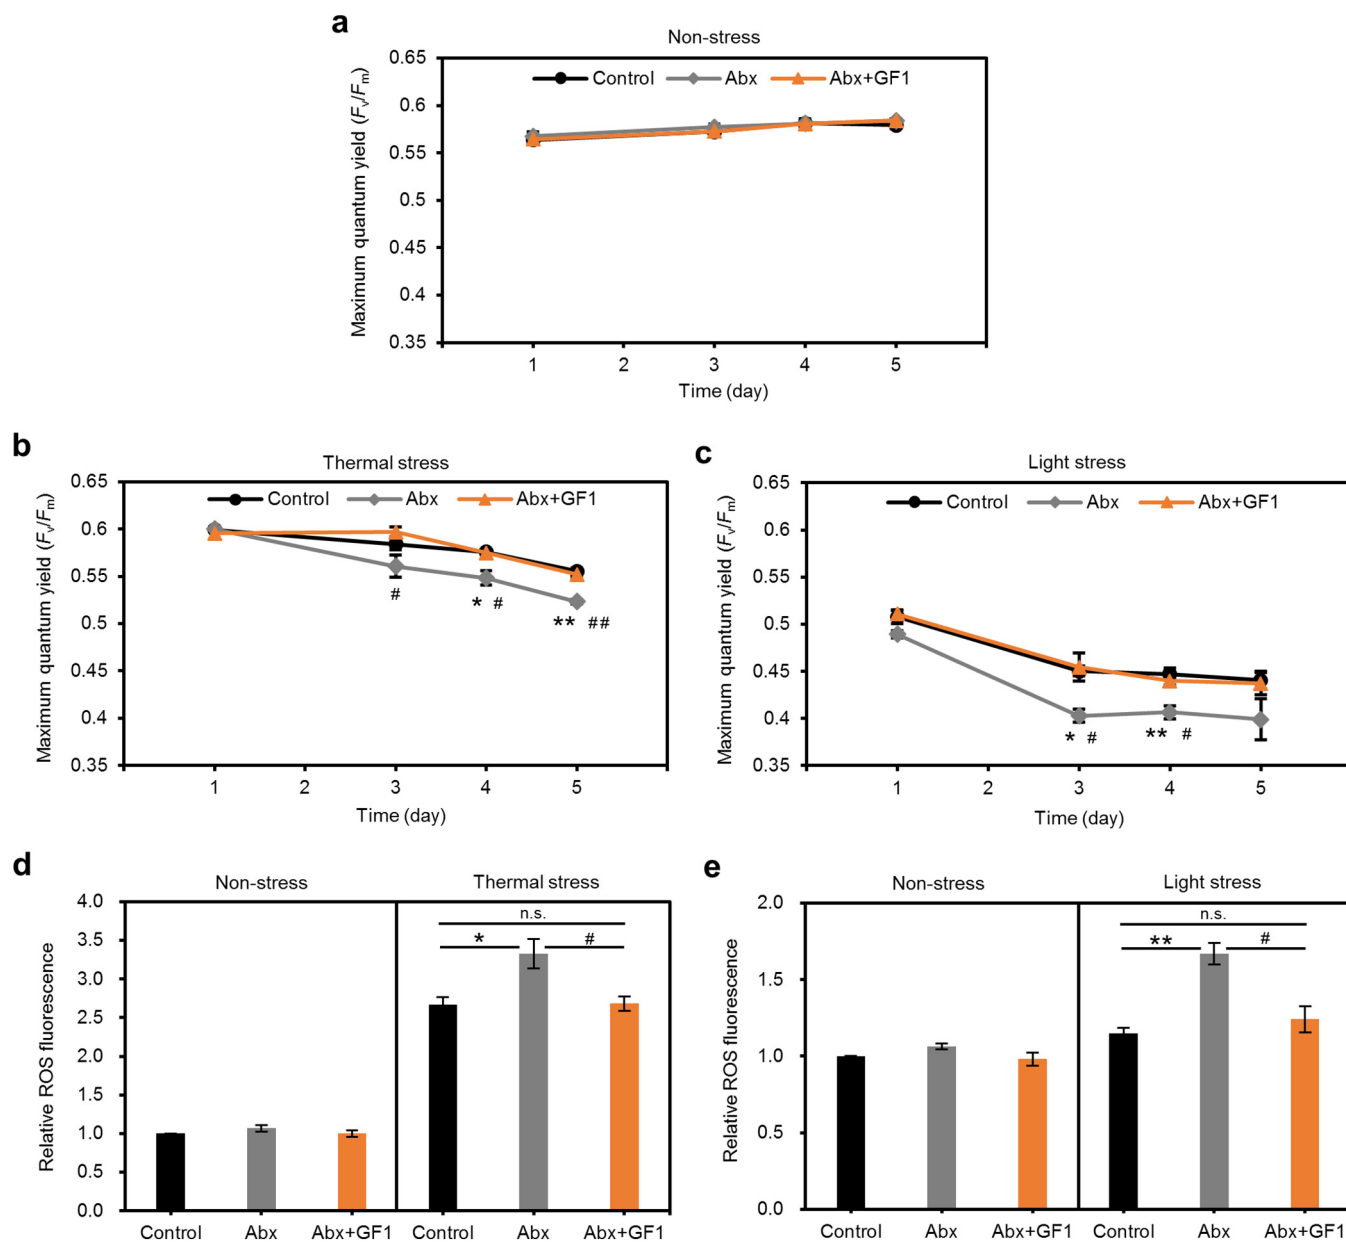 a
Non-stress
Control Abx Abx+GF1
Maximum quantum yield (Fv/Fm)
0.65
0.6
0.55
0.5
0.45
0.4
0.35
1 2 3 4 5
Time (day)
b
Thermal stress
Control Abx Abx+GF1
Maximum quantum yield (Fv/Fm)
0.65
0.6
0.55
0.5
0.45
0.4
0.35
#
* #
** ##
1 2 3 4 5
Time (day)
c
Light stress
Control Abx Abx+GF1
Maximum quantum yield (Fv/Fm)
0.65
0.6
0.55
0.5
0.45
0.4
0.35
* #
** #
1 2 3 4 5
Time (day)
d
Non-stress Thermal stress
Relative ROS fluorescence
4.0
3.5
3.0
2.5
2.0
1.5
1.0
0.5
0.0
n.s.
* #
Control Abx Abx+GF1 Control Abx Abx+GF1
e
Non-stress Light stress
Relative ROS fluorescence
2.0
1.5
1.0
0.5
0.0
n.s.
** #
Control Abx Abx+GF1 Control Abx Abx+GF1